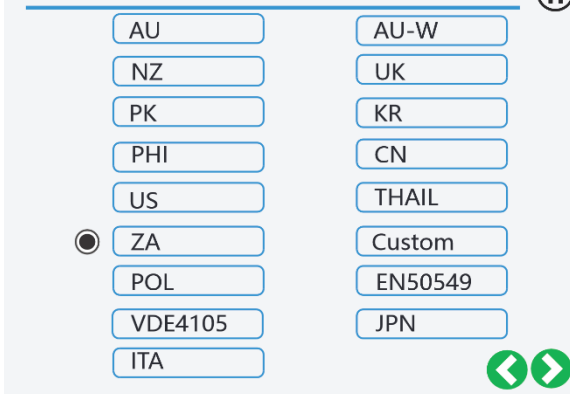 AU AU-W
NZ UK
PK KR
PHI CN
US THAIL
ZA Custom
POL EN50549
VDE4105 JPN
ITA